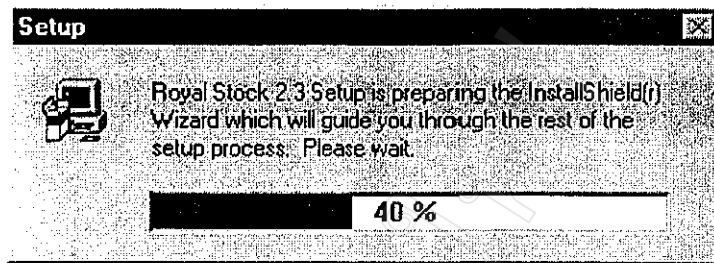 Setup
Royal Stock 2.3 Setup is preparing the InstallShield(r)
Wizard which will guide you through the rest of the
setup process. Please wait.
40 %